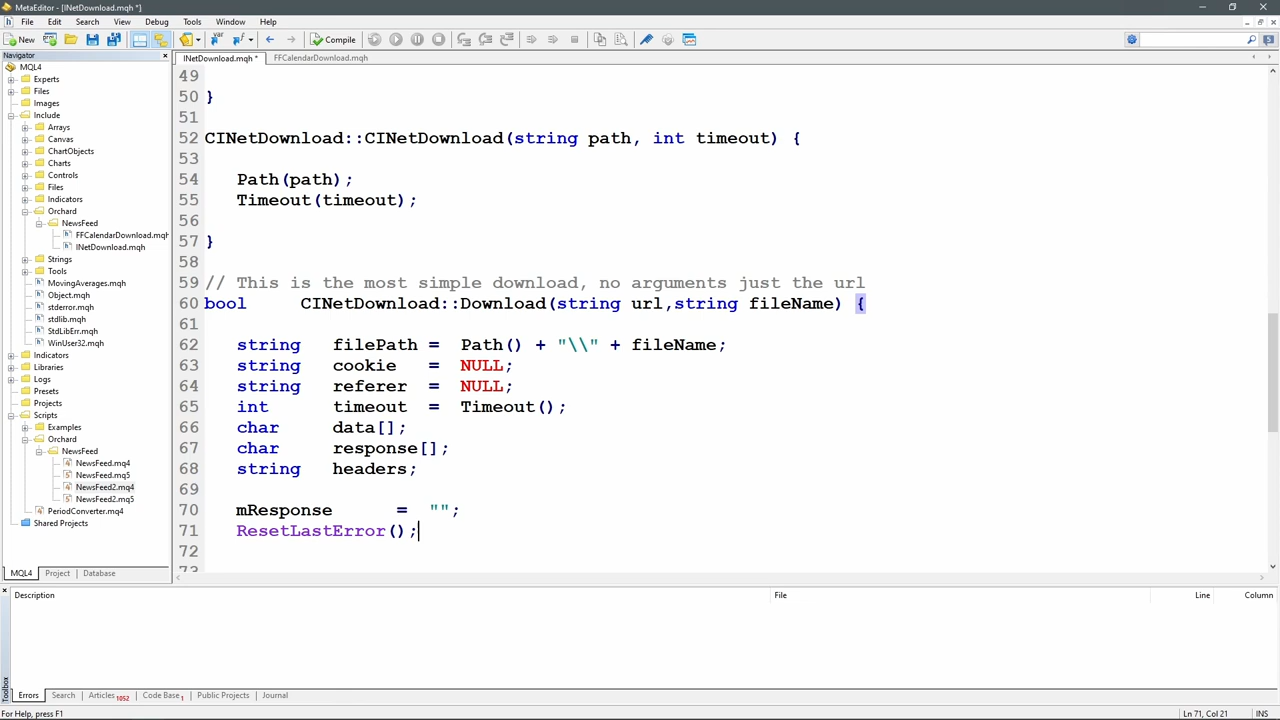 MetaEditor - [INetDownload.mqh *]
File Edit Search View Debug Tools Window Help
New Compile
Navigator
MQL4
Experts
Files
Images
Include
Arrays
Canvas
ChartObjects
Charts
Controls
Files
Indicators
Orchard
NewsFeed
FFCalendarDownload.mqh
INetDownload.mqh
Strings
Tools
MovingAverages.mqh
Object.mqh
stderror.mqh
stdlib.mqh
StdLibErr.mqh
WinUser32.mqh
Indicators
Libraries
Logs
Presets
Projects
Scripts
Examples
Orchard
NewsFeed
NewsFeed.mq4
NewsFeed.mq5
NewsFeed2.mq4
NewsFeed2.mq5
PeriodConverter.mq4
Shared Projects
MQL4 Project Database
INetDownload.mqh * FFCalendarDownload.mqh
49
50 }
51
52 CINetDownload::CINetDownload(string path, int timeout) {
53
54 Path(path);
55 Timeout(timeout);
56
57 }
58
59 // This is the most simple download, no arguments just the url
60 bool CINetDownload::Download(string url,string fileName) {
61
62 string filePath = Path() + "\\" + fileName;
63 string cookie = NULL;
64 string referer = NULL;
65 int timeout = Timeout();
66 char data[];
67 char response[];
68 string headers;
69
70 mResponse = "";
71 ResetLastError();
72
73
Description File Line Column
Toolbox
Errors Search Articles 1052 Code Base 1 Public Projects Journal
For Help, press F1 Ln 71, Col 21 INS